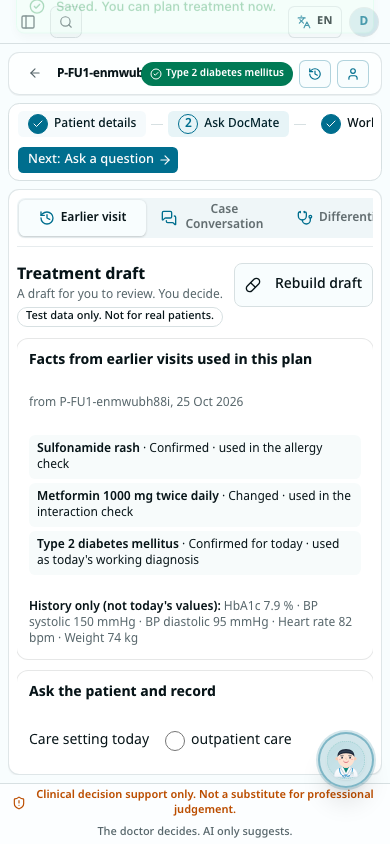 Saved. You can plan treatment now.
EN
D
P-FU1-enmwub
Type 2 diabetes mellitus
Patient details
2
Ask DocMate
Next: Ask a question
Earlier visit
Case
Conversation
Treatment draft
A draft for you to review. You decide.
Test data only. Not for real patients.
Rebuild draft
Facts from earlier visits used in this plan
from P-FU1-enmwubh88i, 25 Oct 2026
Sulfonamide rash · Confirmed · used in the allergy
check
Metformin 1000 mg twice daily · Changed · used in the
interaction check
Type 2 diabetes mellitus · Confirmed for today · used
as today's working diagnosis
History only (not today's values): HbA1c 7.9 % · BP
systolic 150 mmHg · BP diastolic 95 mmHg · Heart rate 82
bpm · Weight 74 kg
Ask the patient and record
Care setting today
outpatient care
Clinical decision support only. Not a substitute for professional
judgement.
The doctor decides. AI only suggests.